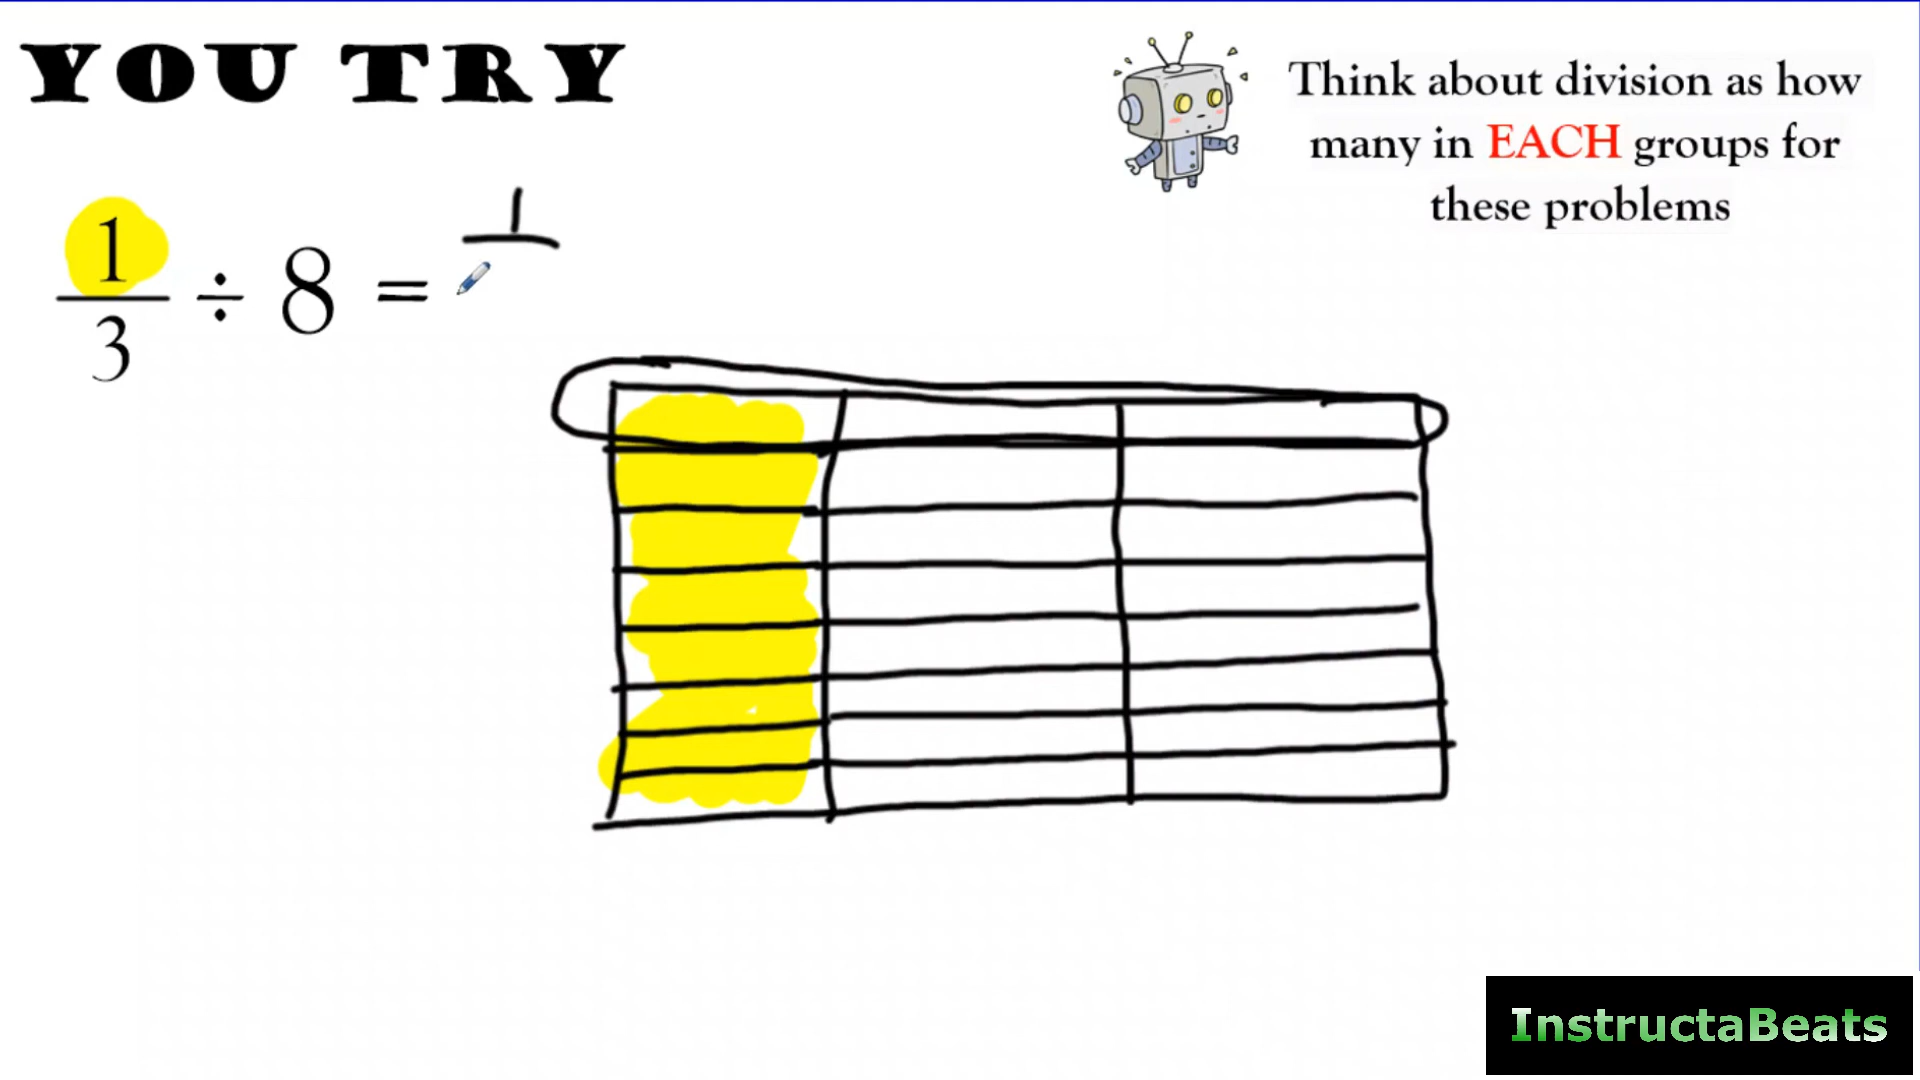 YOU TRY
Think about division as how
many in EACH groups for
these problems
1/3 ÷ 8 = 1/
InstructaBeats